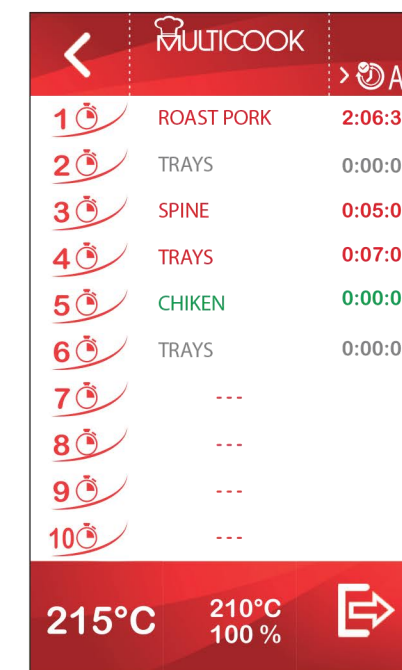 MULTICOOK
> A
1 ROAST PORK 2:06:3
2 TRAYS 0:00:0
3 SPINE 0:05:0
4 TRAYS 0:07:0
5 CHIKEN 0:00:0
6 TRAYS 0:00:0
7 ---
8 ---
9 ---
10 ---
215°C 210°C
100 %